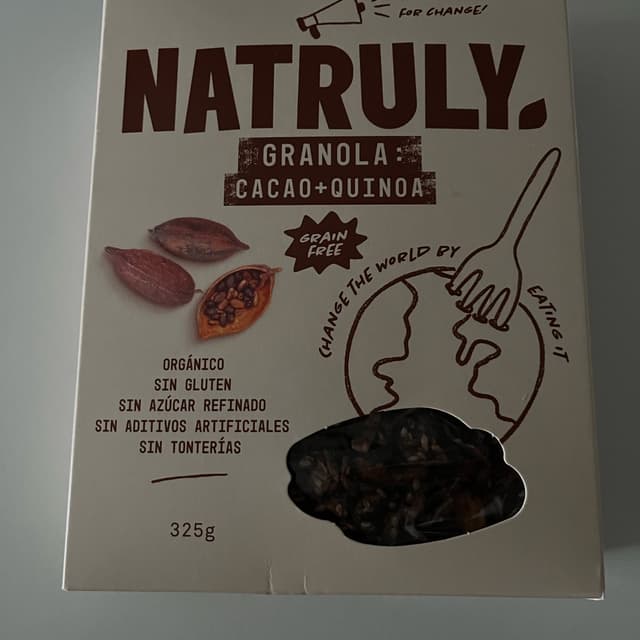 FOR CHANGE!
NATRULY.
GRANOLA:
CACAO+QUINOA
GRAIN
FREE
CHANGE THE WORLD BY
EATING IT
ORGÁNICO
SIN GLUTEN
SIN AZÚCAR REFINADO
SIN ADITIVOS ARTIFICIALES
SIN TONTERÍAS
325g